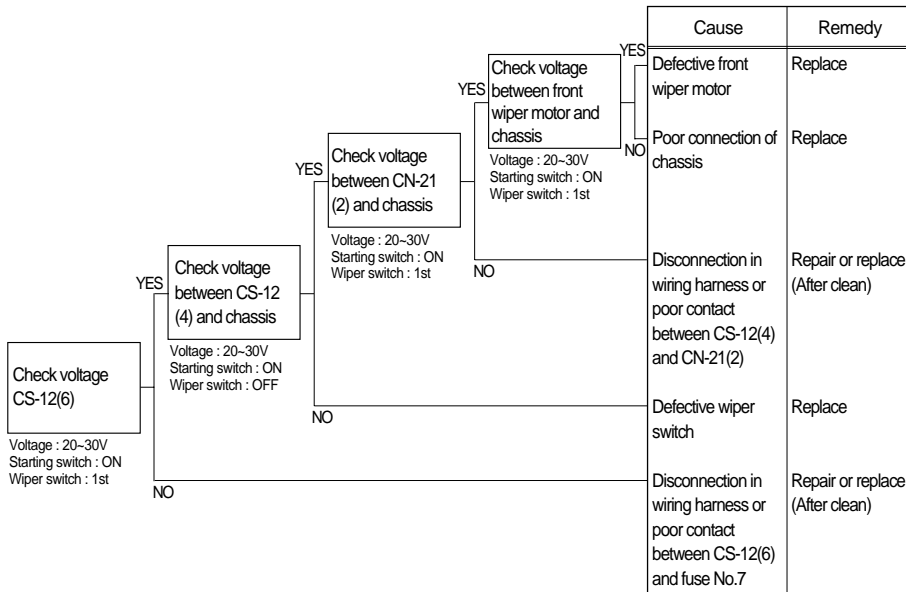 Cause
Remedy
YES
Defective front
wiper motor
Replace
NO
Poor connection of
chassis
Replace
YES
Check voltage
between front
wiper motor and
chassis
Voltage : 20~30V
Starting switch : ON
Wiper switch : 1st
YES
Check voltage
between CN-21
(2) and chassis
Voltage : 20~30V
Starting switch : ON
Wiper switch : 1st
NO
Disconnection in
wiring harness or
poor contact
between CS-12(4)
and CN-21(2)
Repair or replace
(After clean)
YES
Check voltage
between CS-12
(4) and chassis
Voltage : 20~30V
Starting switch : ON
Wiper switch : OFF
NO
Defective wiper
switch
Replace
Check voltage
CS-12(6)
Voltage : 20~30V
Starting switch : ON
Wiper switch : 1st
NO
Disconnection in
wiring harness or
poor contact
between CS-12(6)
and fuse No.7
Repair or replace
(After clean)